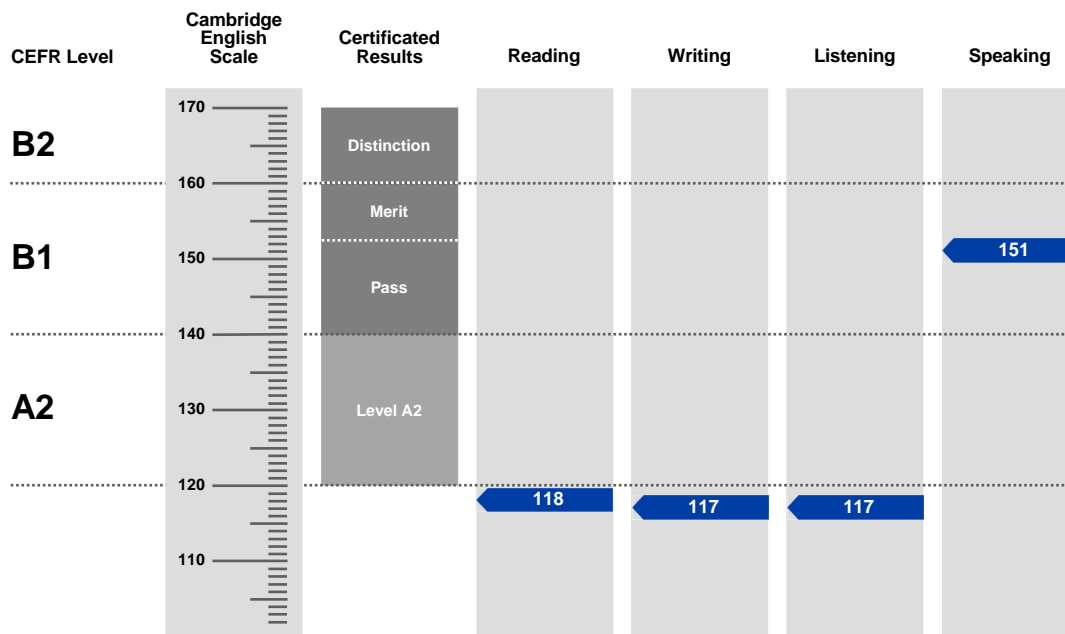 CEFR Level
Cambridge
English
Scale
Certificated
Results
Reading
Writing
Listening
Speaking
170
B2
Distinction
160
Merit
B1
150
151
Pass
140
A2
130
Level A2
120
118
117
117
110